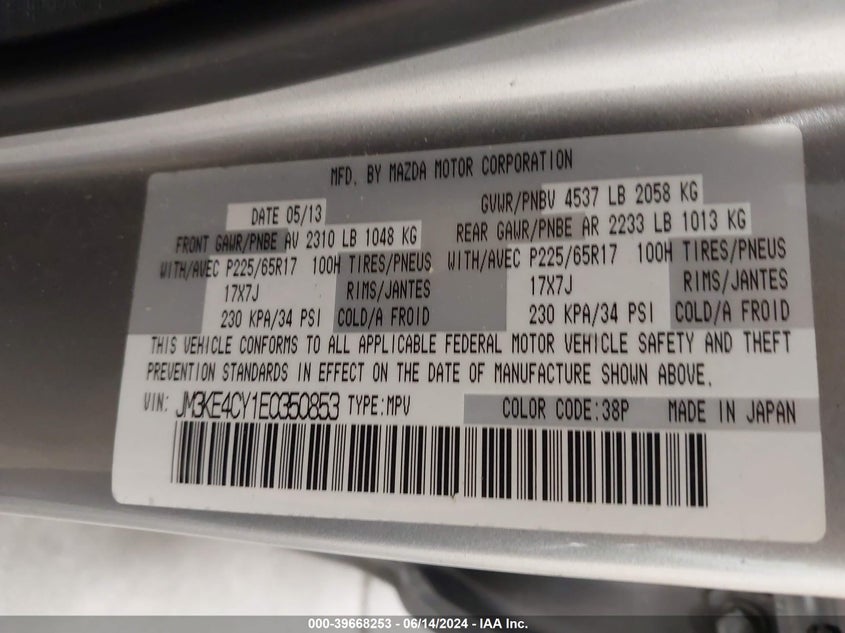 MFD. BY MAZDA MOTOR CORPORATION
DATE 05/13 GVWR/PNBV 4537 LB 2058 KG
FRONT GAWR/PNBE AV 2310 LB 1048 KG REAR GAWR/PNBE AR 2233 LB 1013 KG
WITH/AVEC P225/65R17 100H TIRES/PNEUS WITH/AVEC P225/65R17 100H TIRES/PNEUS
17X7J RIMS/JANTES 17X7J RIMS/JANTES
230 KPA/34 PSI COLD/A FROID 230 KPA/34 PSI COLD/A FROID
THIS VEHICLE CONFORMS TO ALL APPLICABLE FEDERAL MOTOR VEHICLE SAFETY AND THEFT
PREVENTION STANDARDS IN EFFECT ON THE DATE OF MANUFACTURE SHOWN ABOVE.
VIN: JM3KE4CY1E0350853 TYPE:MPV COLOR CODE:38P MADE IN JAPAN
000-39668253 - 06/14/2024 - IAA Inc.